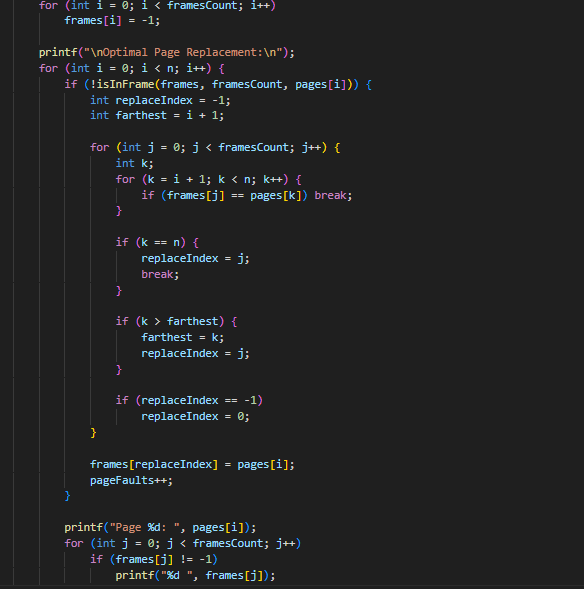 for (int i = 0; i < framesCount; i++)
frames[i] = -1;
printf("\nOptimal Page Replacement:\n");
for (int i = 0; i < n; i++) {
if (!isInFrame(frames, framesCount, pages[i])) {
int replaceIndex = -1;
int farthest = i + 1;
for (int j = 0; j < framesCount; j++) {
int k;
for (k = i + 1; k < n; k++) {
if (frames[j] == pages[k]) break;
}
if (k == n) {
replaceIndex = j;
break;
}
if (k > farthest) {
farthest = k;
replaceIndex = j;
}
if (replaceIndex == -1)
replaceIndex = 0;
}
frames[replaceIndex] = pages[i];
pageFaults++;
}
printf("Page %d: ", pages[i]);
for (int j = 0; j < framesCount; j++)
if (frames[j] != -1)
printf("%d ", frames[j]);